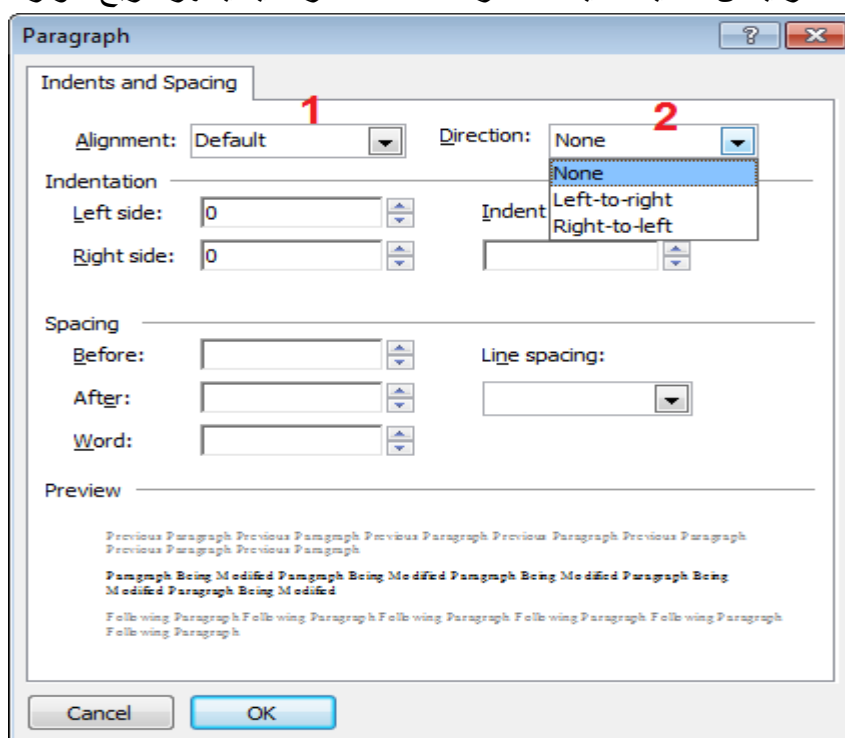 Paragraph
Indents and Spacing
1
2
Alignment: Default Direction: None
None
Left-to-right
Right-to-left
Indentation
Left side: 0 Indent
Right side: 0
Spacing
Before: Line spacing:
After:
Word:
Preview
Previous Paragraph Previous Paragraph Previous Paragraph Previous Paragraph Previous Paragraph
Previous Paragraph Previous Paragraph
Paragraph Being Modified Paragraph Being Modified Paragraph Being Modified Paragraph Being
Modified Paragraph Being Modified
Following Paragraph Following Paragraph Following Paragraph Following Paragraph Following Paragraph
Following Paragraph
Cancel OK